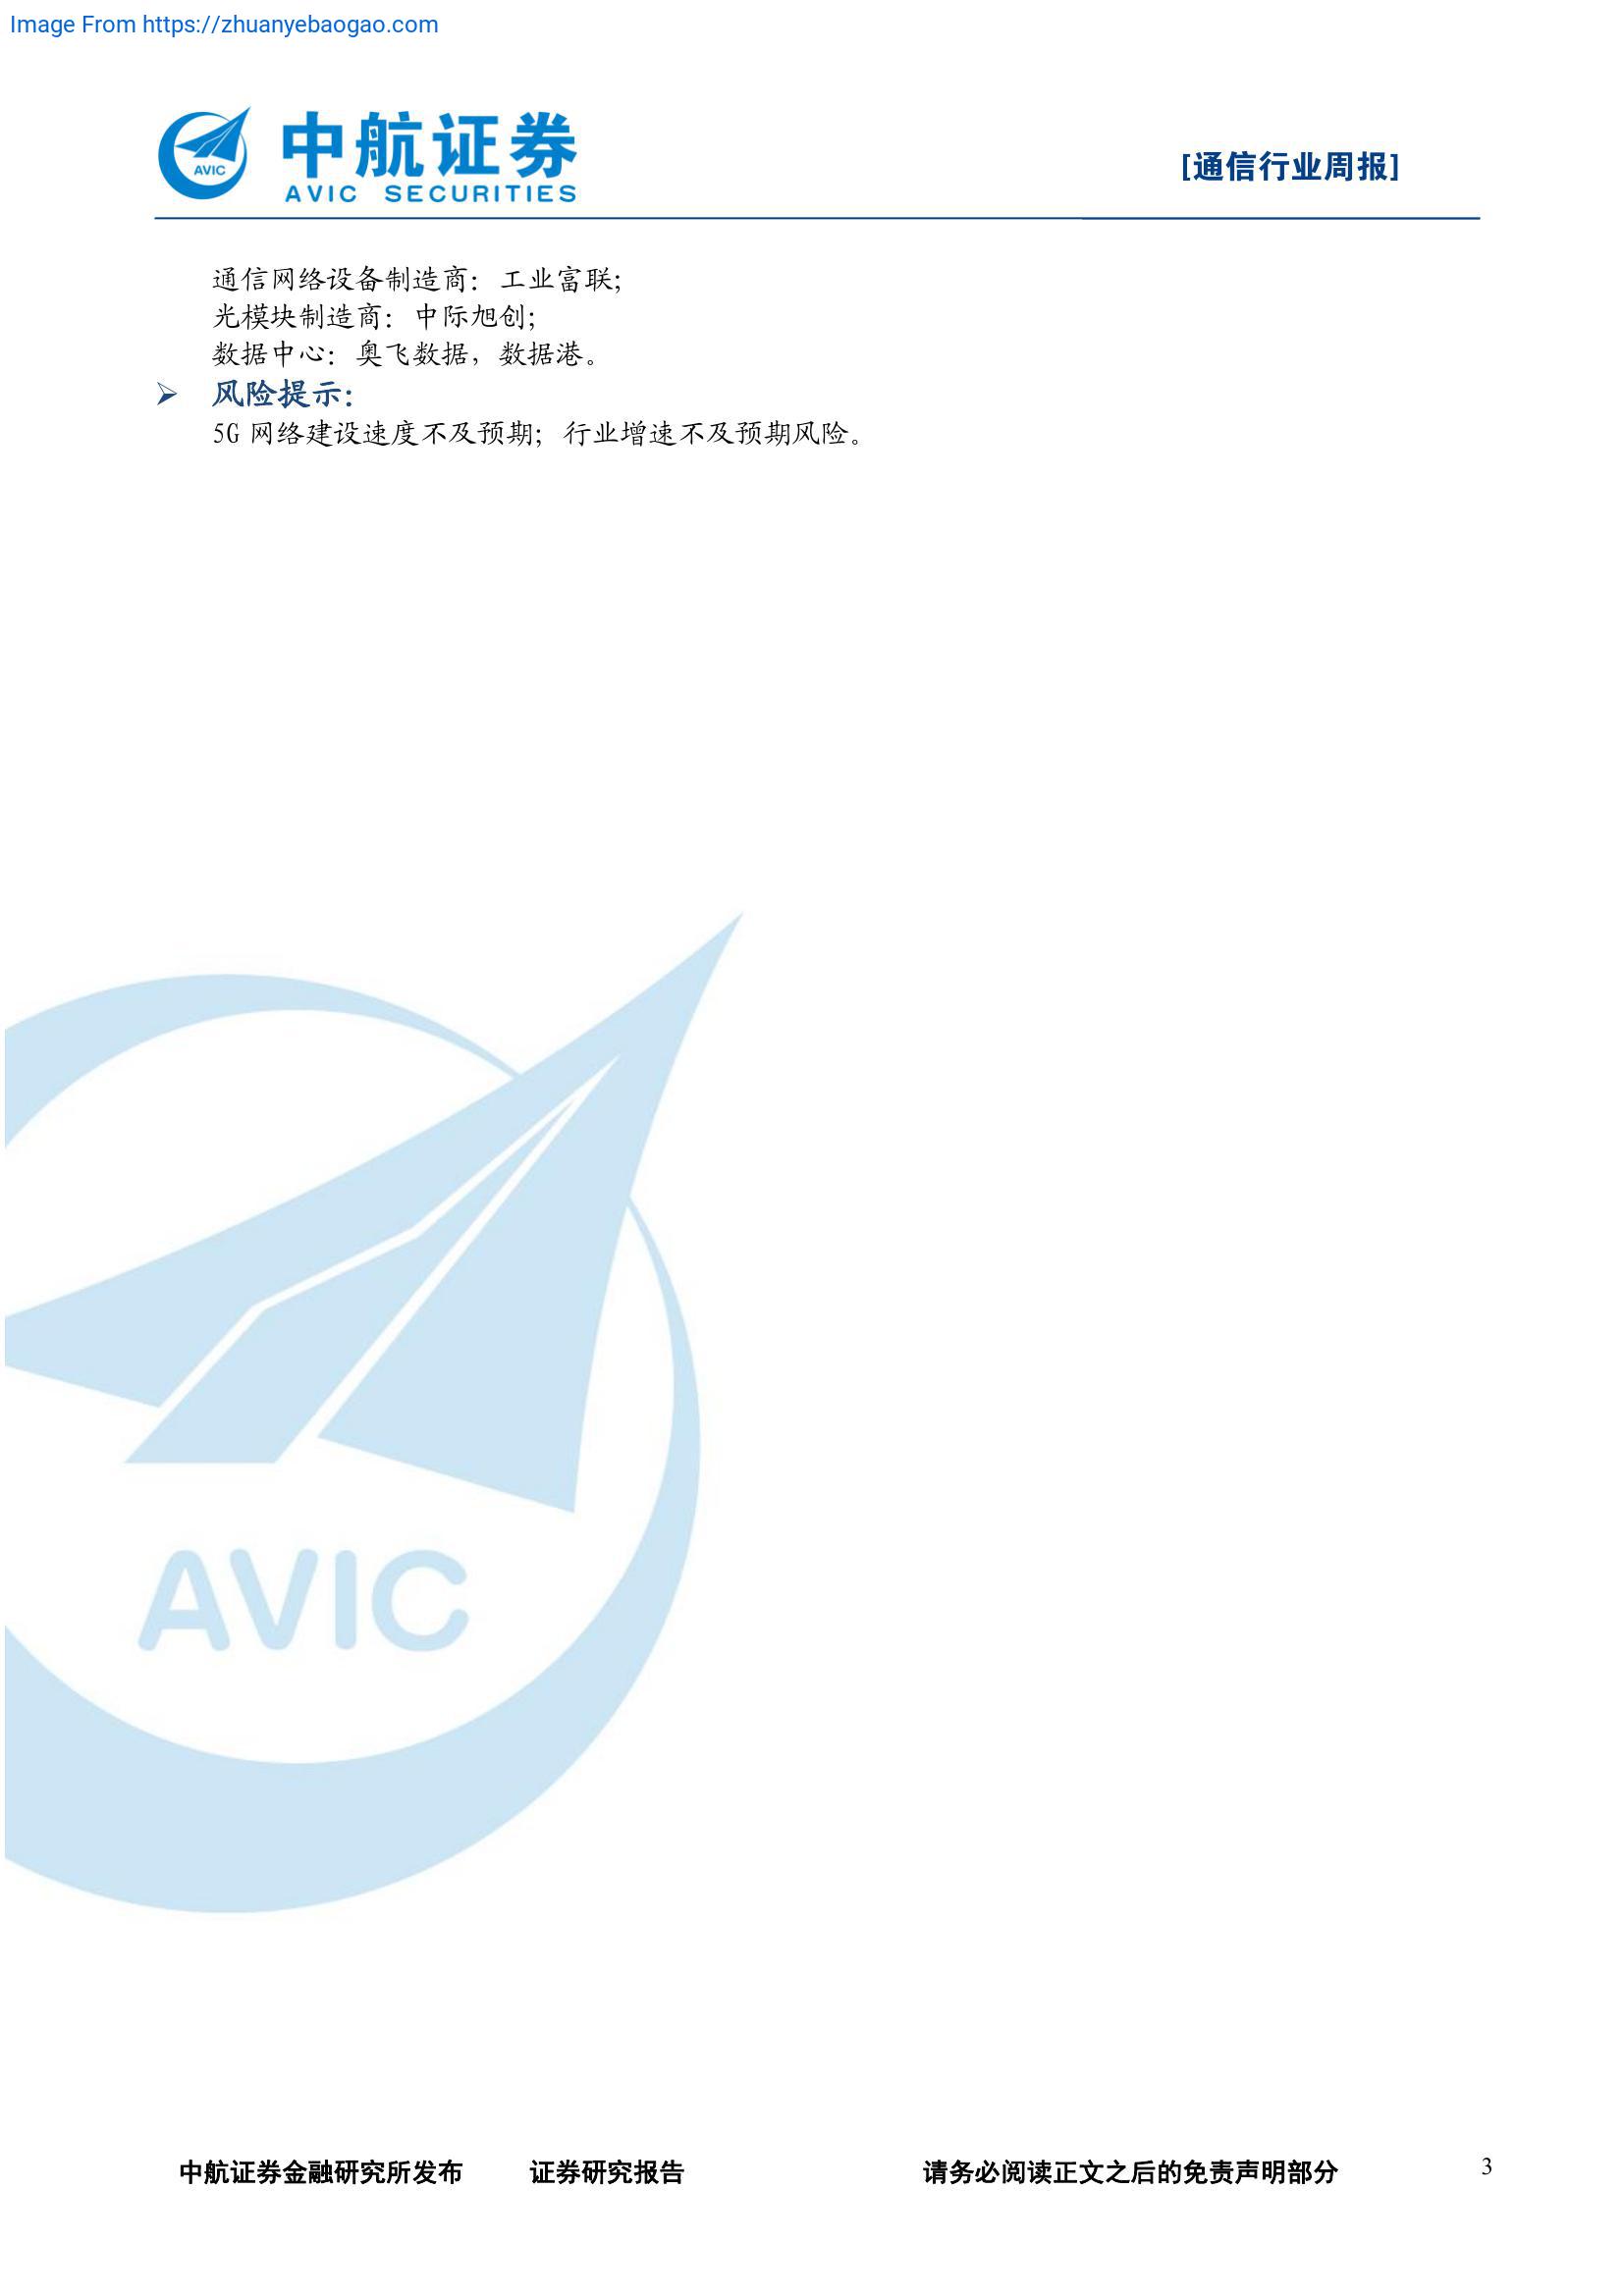 Image From https://zhuanyebaogao.com
中航证券
AVIC SECURITIES
AVIC
[通信行业周报]
通信网络设备制造商：工业富联；
光模块制造商：中际旭创；
数据中心：奥飞数据，数据港。
➢ 风险提示：
5G 网络建设速度不及预期；行业增速不及预期风险。
AVIC
中航证券金融研究所发布 证券研究报告 请务必阅读正文之后的免责声明部分 3